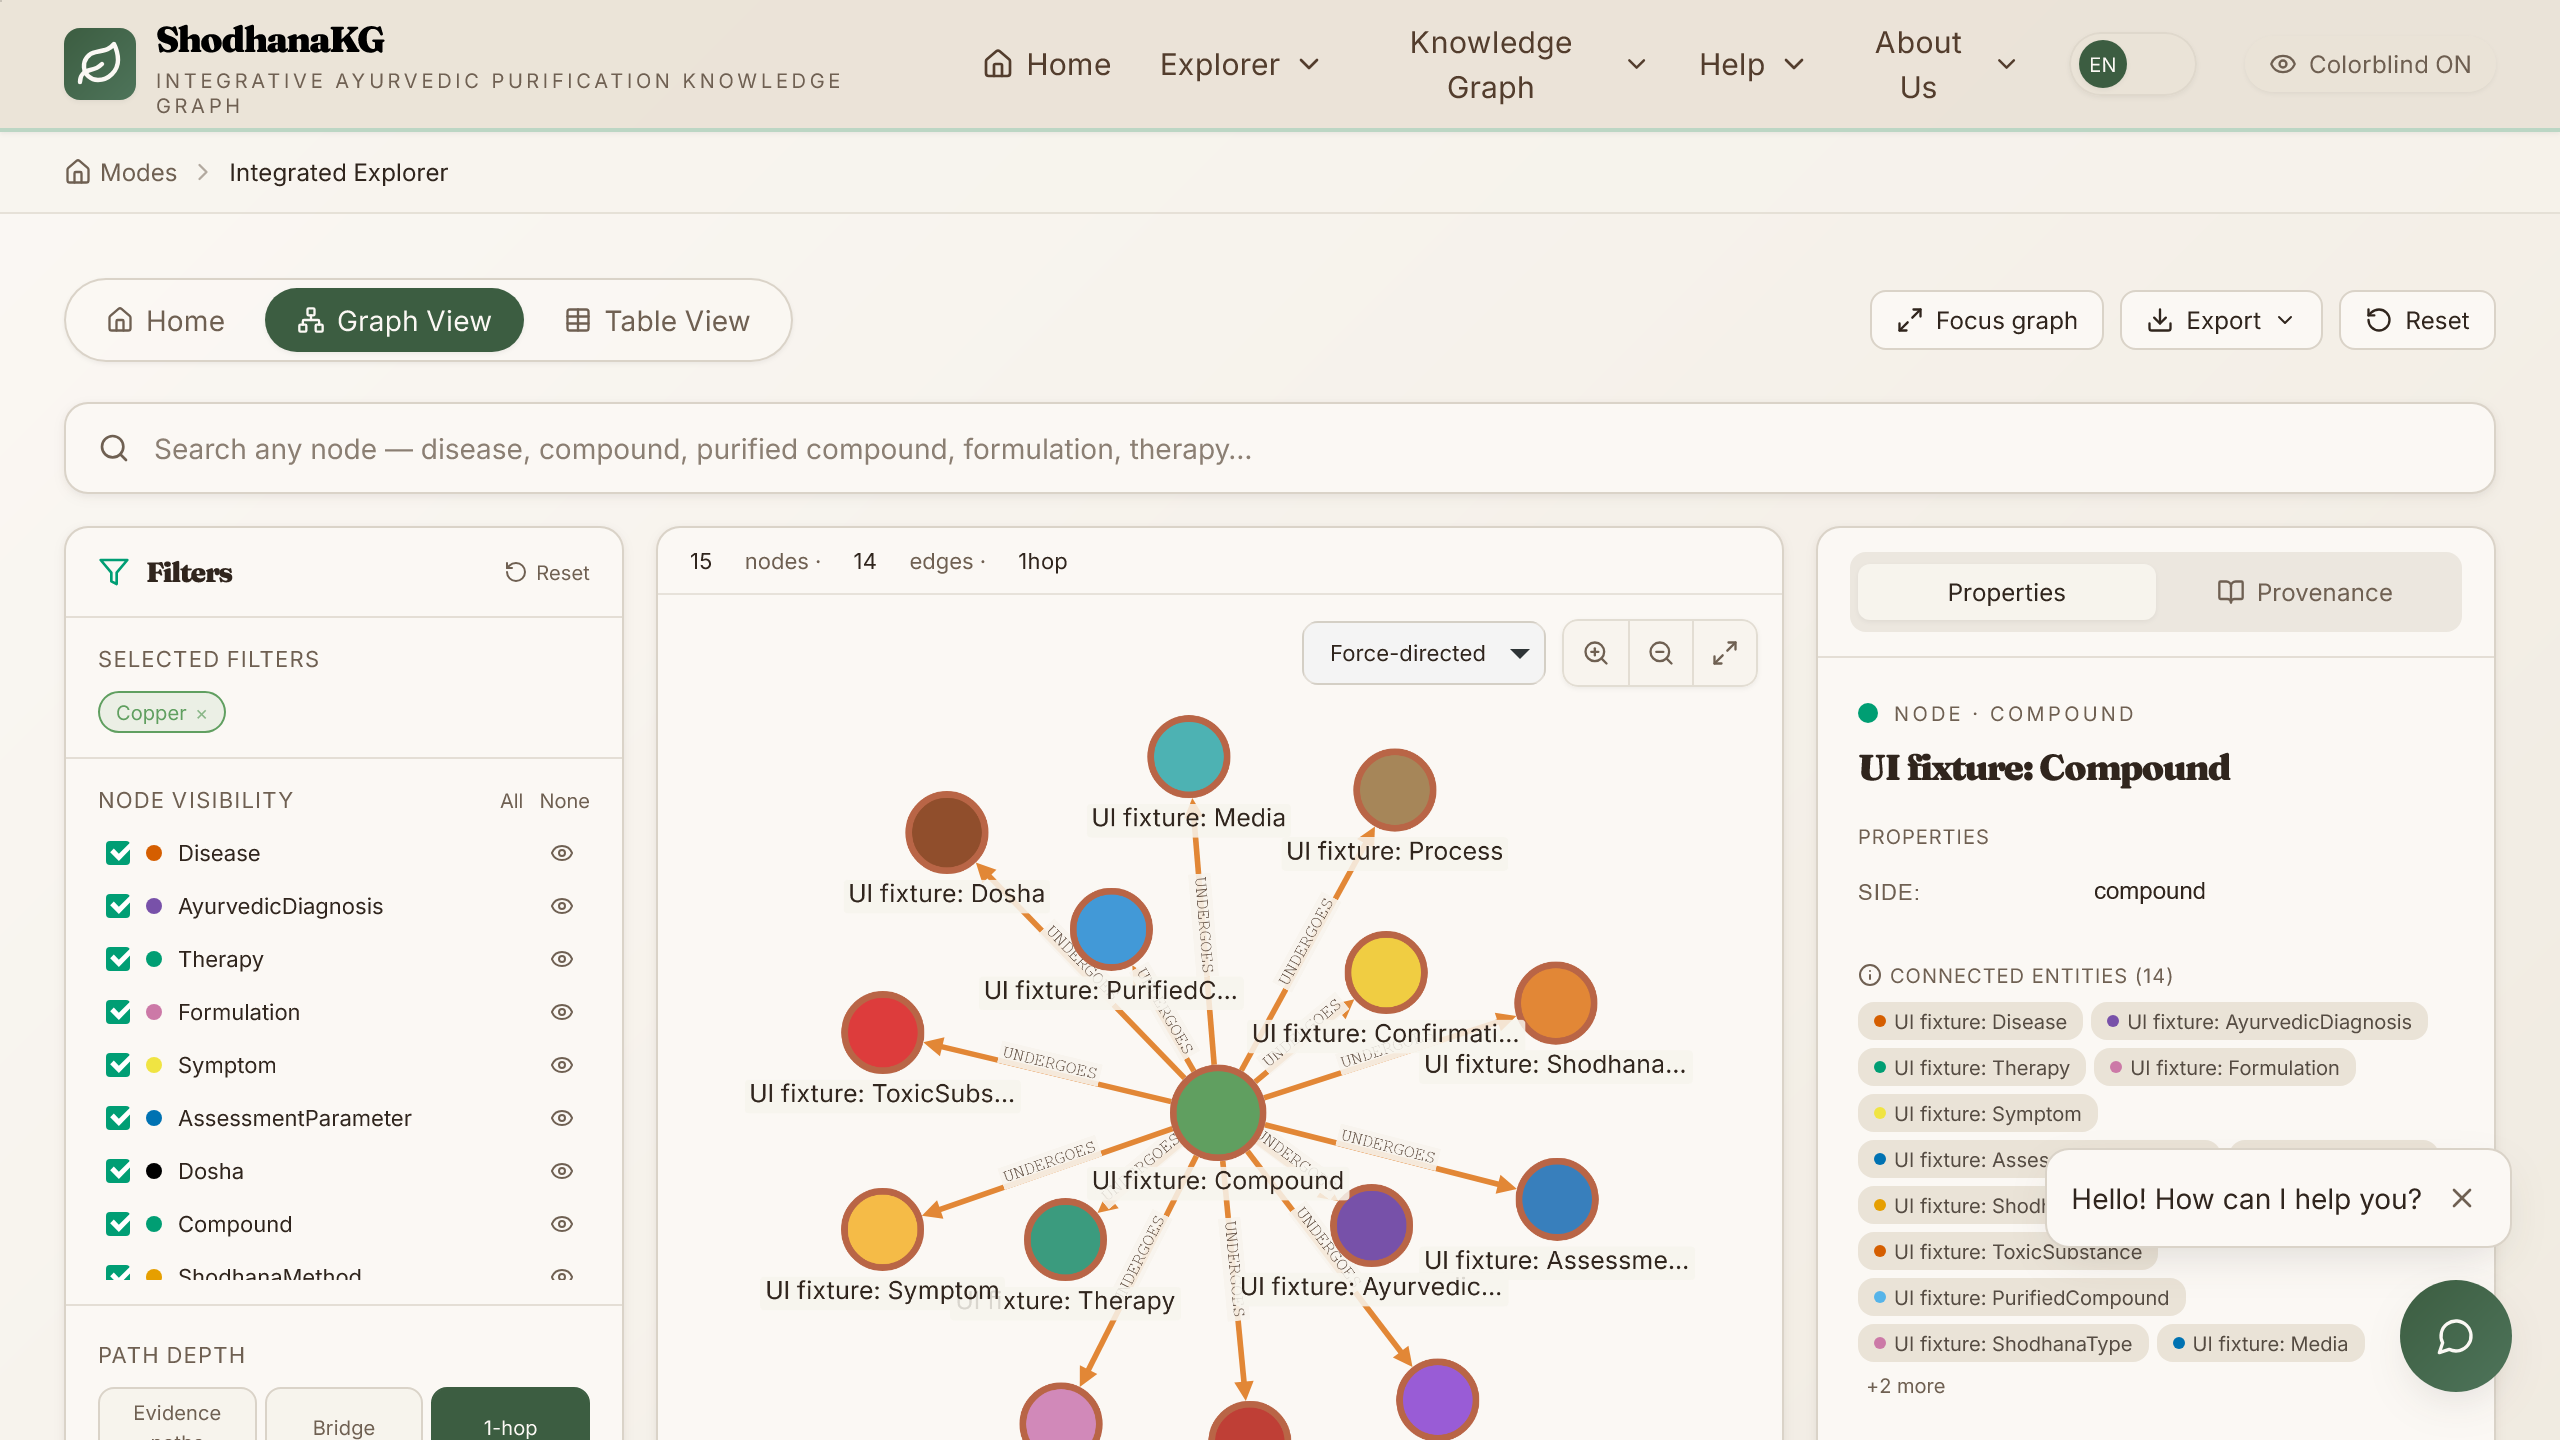 ShodhanaKG
INTEGRATIVE AYURVEDIC PURIFICATION KNOWLEDGE
GRAPH
Home
Explorer
Knowledge
Graph
Help
About
Us
EN
Colorblind ON
Modes
Integrated Explorer
Home
Graph View
Table View
Focus graph
Export
Reset
Search any node — disease, compound, purified compound, formulation, therapy...
Filters
Reset
SELECTED FILTERS
Copper ×
NODE VISIBILITY
All None
Disease
AyurvedicDiagnosis
Therapy
Formulation
Symptom
AssessmentParameter
Dosha
Compound
ShodhanaMethod
PATH DEPTH
Evidence
paths
Bridge
1-hop
15 nodes · 14 edges · 1hop
Force-directed
UI fixture: Media
UI fixture: Process
UI fixture: Dosha
UNDERGOES
UNDERGOES
UI fixture: PurifiedC...
UI fixture: Confirmati...
UNDERGOES
UI fixture: Shodhana...
UI fixture: ToxicSubs...
UNDERGOES
UNDERGOES
UI fixture: Compound
UNDERGOES
UI fixture: Symptom
xture: Therapy
UNDERGOES
UNDERGOES
UI fixture: Ayurvedic...
UI fixture: Assessme...
Properties
Provenance
NODE · COMPOUND
UI fixture: Compound
PROPERTIES
SIDE: compound
CONNECTED ENTITIES (14)
UI fixture: Disease
UI fixture: AyurvedicDiagnosis
UI fixture: Therapy
UI fixture: Formulation
UI fixture: Symptom
UI fixture: Asses
UI fixture: Shodh
UI fixture: ToxicSubstance
UI fixture: PurifiedCompound
UI fixture: ShodhanaType
UI fixture: Media
+2 more
Hello! How can I help you?